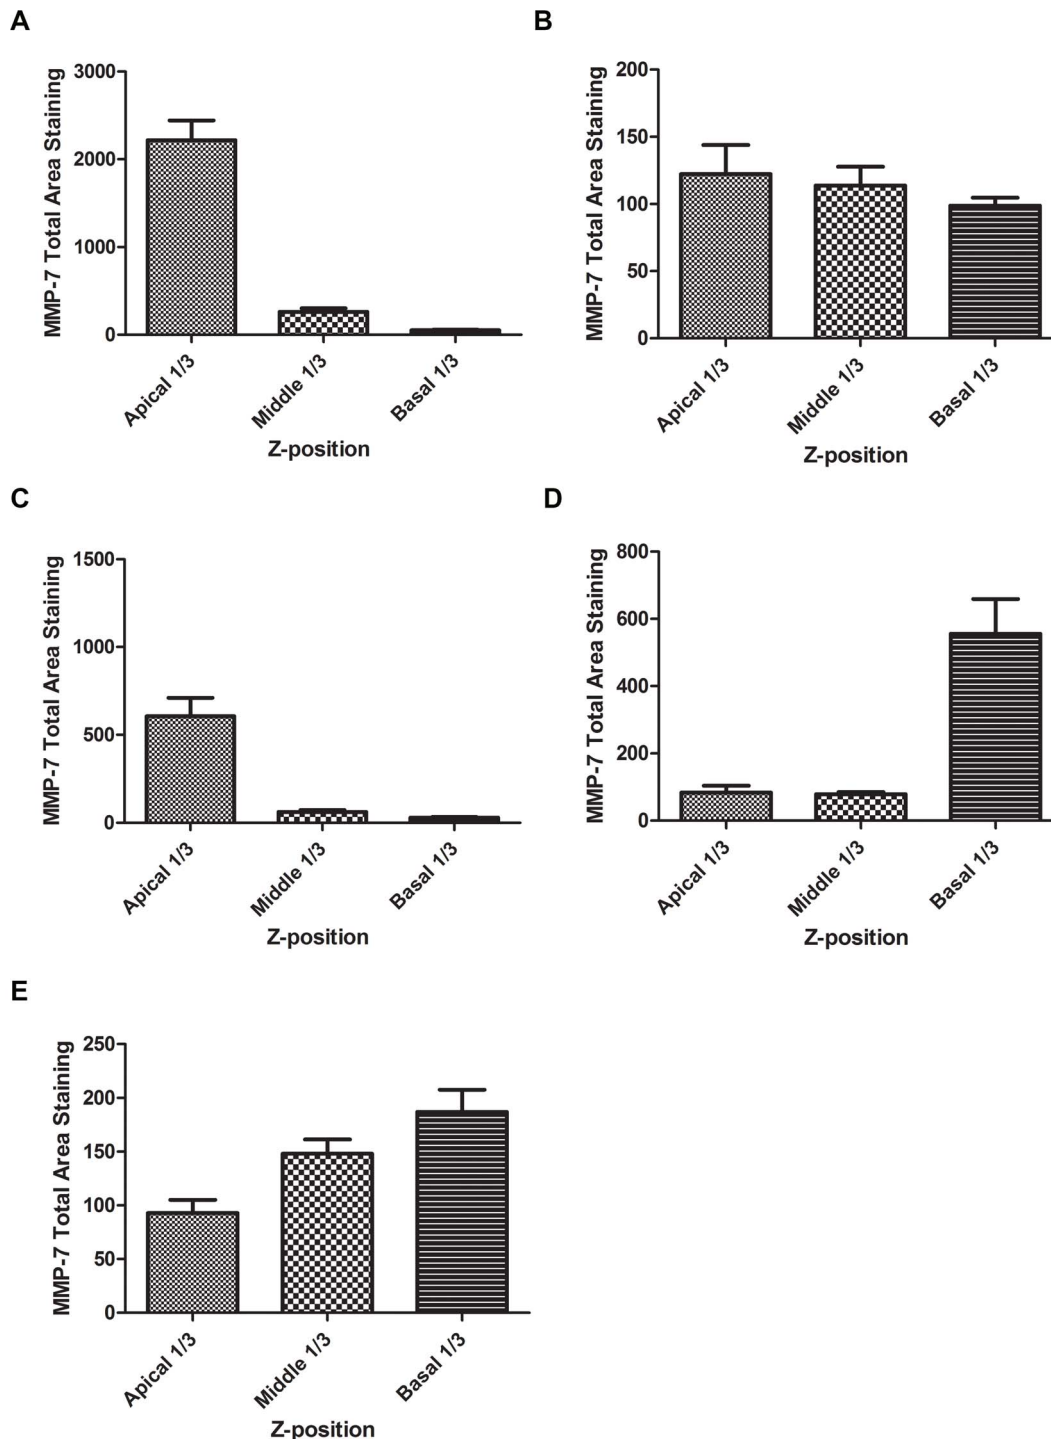 A
MMP-7 Total Area Staining
3000
2000
1000
0
Apical 1/3
Middle 1/3
Basal 1/3
Z-position
B
MMP-7 Total Area Staining
200
150
100
50
0
Apical 1/3
Middle 1/3
Basal 1/3
Z-position
C
MMP-7 Total Area Staining
1500
1000
500
0
Apical 1/3
Middle 1/3
Basal 1/3
Z-position
D
MMP-7 Total Area Staining
800
600
400
200
0
Apical 1/3
Middle 1/3
Basal 1/3
Z-position
E
MMP-7 Total Area Staining
250
200
150
100
50
0
Apical 1/3
Middle 1/3
Basal 1/3
Z-position